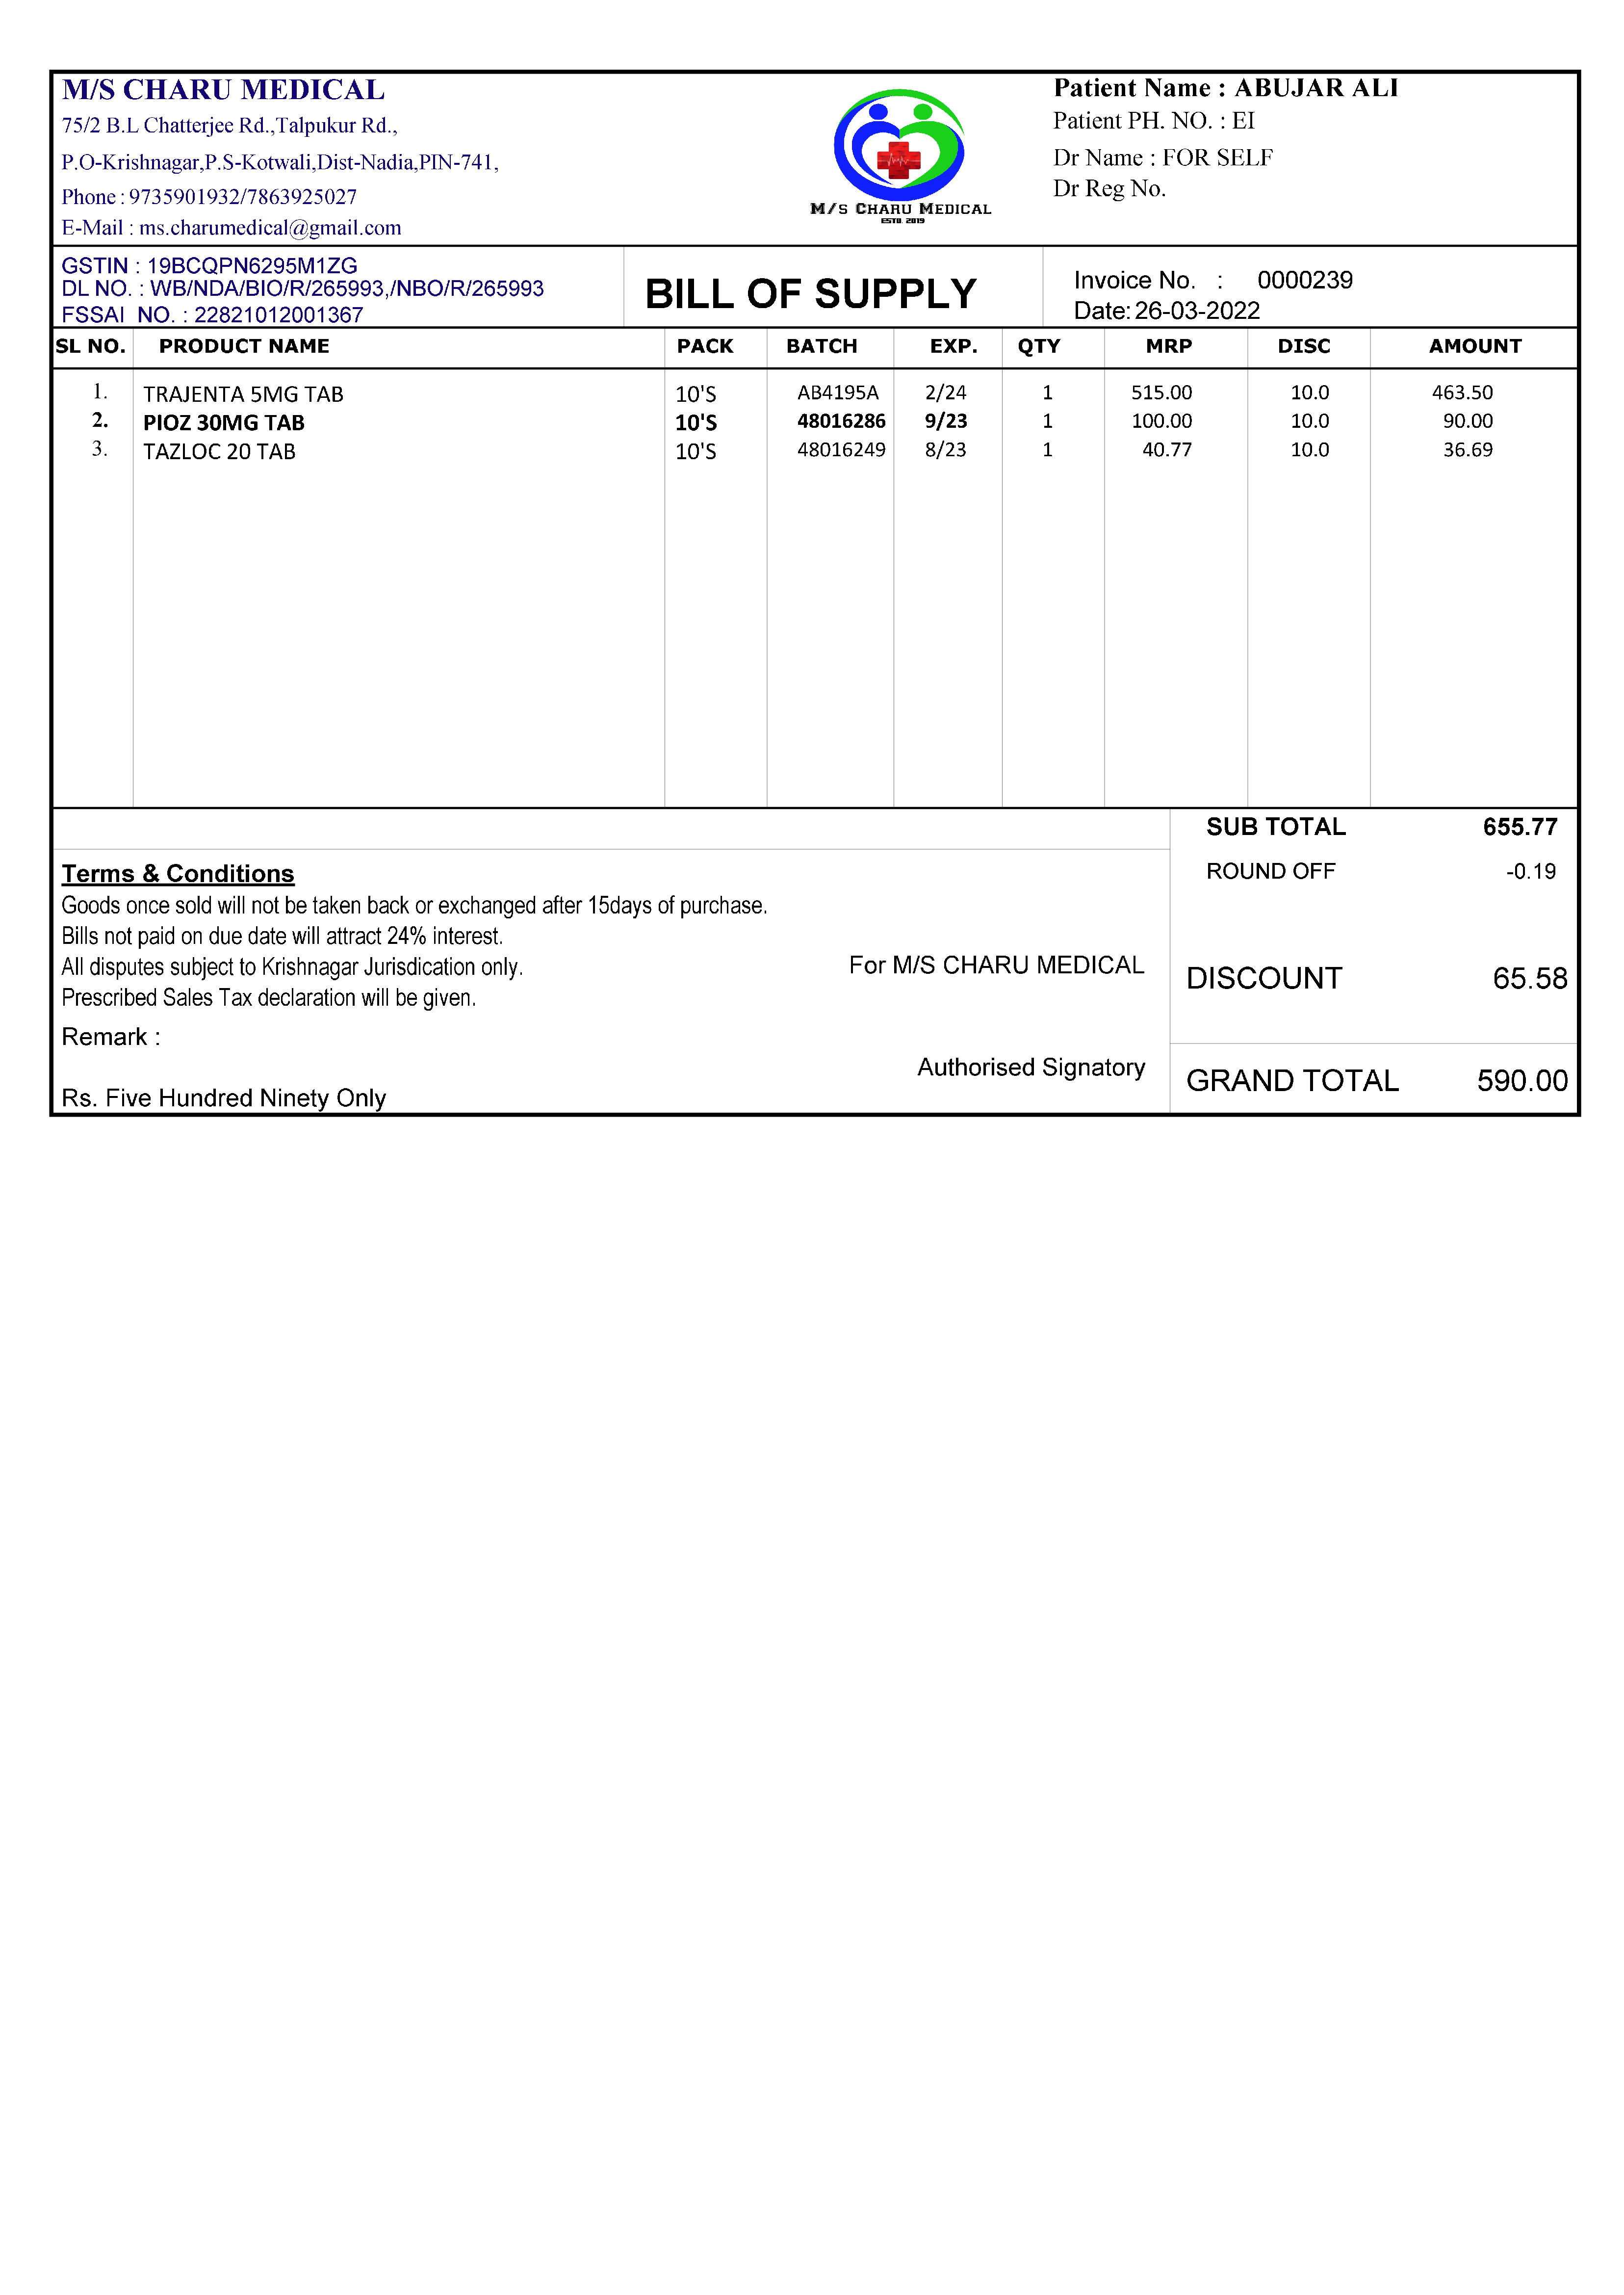 M/S CHARU MEDICAL
75/2 B.L Chatterjee Rd.,Talpukur Rd.,
P.O-Krishnagar,P.S-Kotwali,Dist-Nadia,PIN-741,
Phone : 9735901932/7863925027
E-Mail : ms.charumedical@gmail.com
M/S CHARU MEDICAL
ESTD. 2019
Patient Name : ABUJAR ALI
Patient PH. NO. : EI
Dr Name : FOR SELF
Dr Reg No.
GSTIN : 19BCQPN6295M1ZG
DL NO. : WB/NDA/BIO/R/265993,/NBO/R/265993
FSSAI NO. : 22821012001367
BILL OF SUPPLY
Invoice No. : 0000239
Date: 26-03-2022
SL NO. PRODUCT NAME PACK BATCH EXP. QTY MRP DISC AMOUNT
1. TRAJENTA 5MG TAB 10'S AB4195A 2/24 1 515.00 10.0 463.50
2. PIOZ 30MG TAB 10'S 48016286 9/23 1 100.00 10.0 90.00
3. TAZLOC 20 TAB 10'S 48016249 8/23 1 40.77 10.0 36.69
SUB TOTAL 655.77
ROUND OFF -0.19
DISCOUNT 65.58
GRAND TOTAL 590.00
Terms & Conditions
Goods once sold will not be taken back or exchanged after 15days of purchase.
Bills not paid on due date will attract 24% interest.
All disputes subject to Krishnagar Jurisdication only.
Prescribed Sales Tax declaration will be given.
Remark :
Rs. Five Hundred Ninety Only
For M/S CHARU MEDICAL
Authorised Signatory